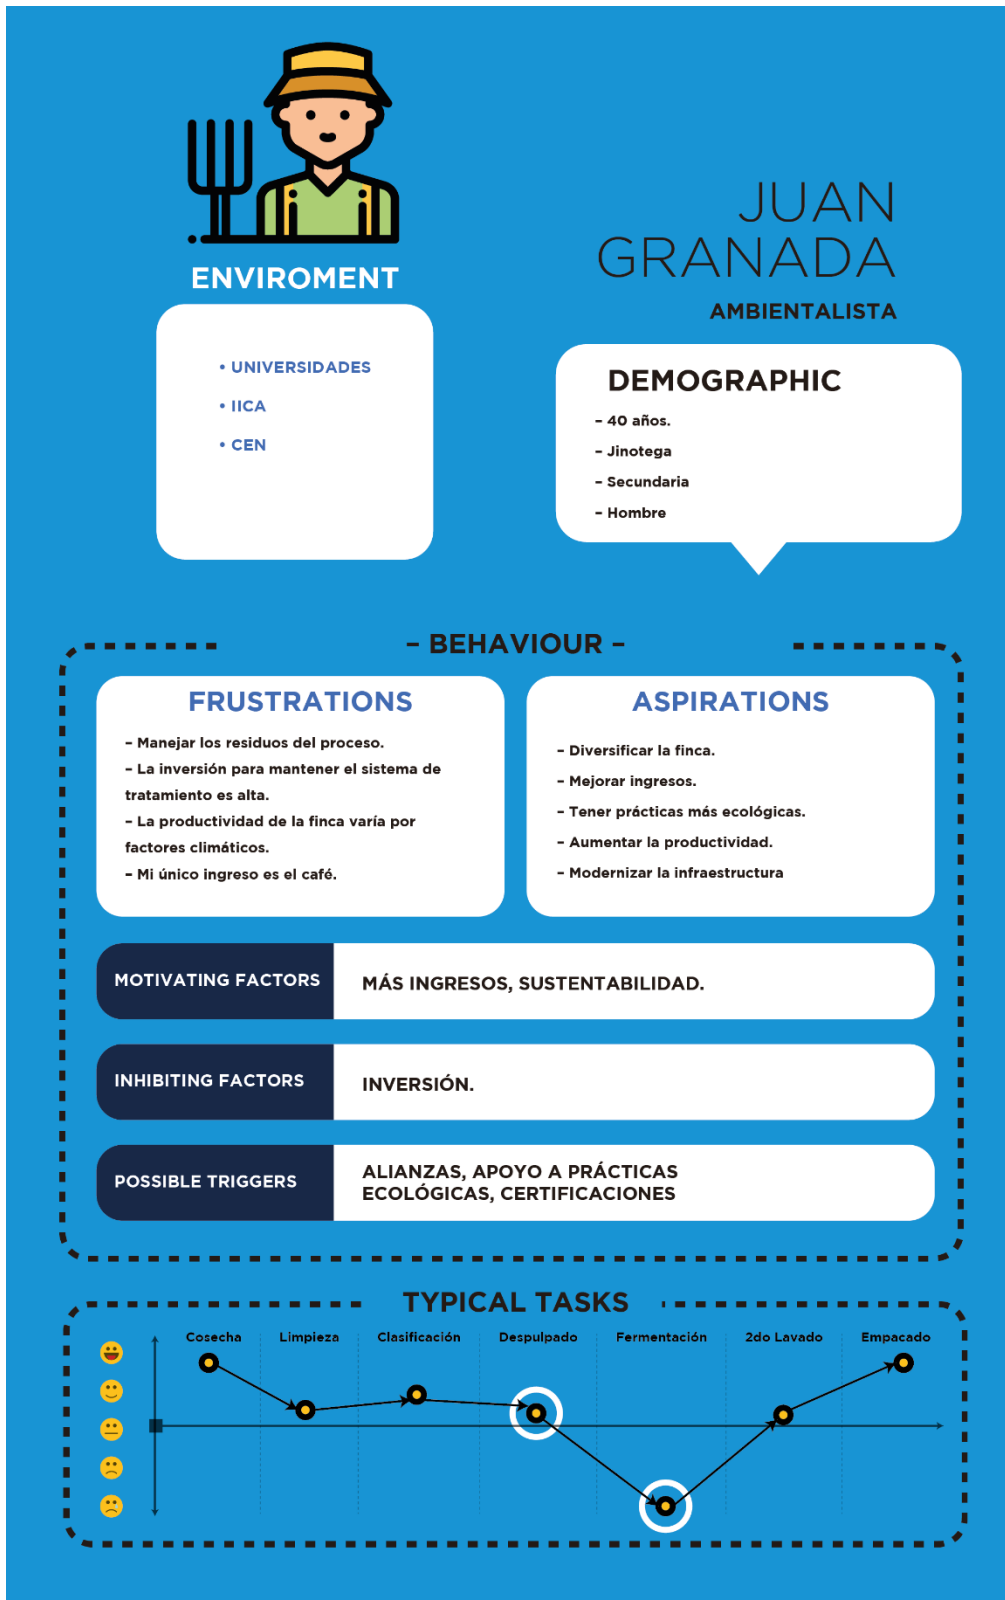 JUAN
GRANADA
AMBIENTALISTA
ENVIROMENT
• UNIVERSIDADES
• IICA
• CEN
DEMOGRAPHIC
– 40 años.
– Jinotega
– Secundaria
– Hombre
– BEHAVIOUR –
FRUSTRATIONS
– Manejar los residuos del proceso.
– La inversión para mantener el sistema de
tratamiento es alta.
– La productividad de la finca varía por
factores climáticos.
– Mi único ingreso es el café.
ASPIRATIONS
– Diversificar la finca.
– Mejorar ingresos.
– Tener prácticas más ecológicas.
– Aumentar la productividad.
– Modernizar la infraestructura
MOTIVATING FACTORS
MÁS INGRESOS, SUSTENTABILIDAD.
INHIBITING FACTORS
INVERSIÓN.
POSSIBLE TRIGGERS
ALIANZAS, APOYO A PRÁCTICAS
ECOLÓGICAS, CERTIFICACIONES
TYPICAL TASKS
Cosecha
Limpieza
Clasificación
Despulpado
Fermentación
2do Lavado
Empacado